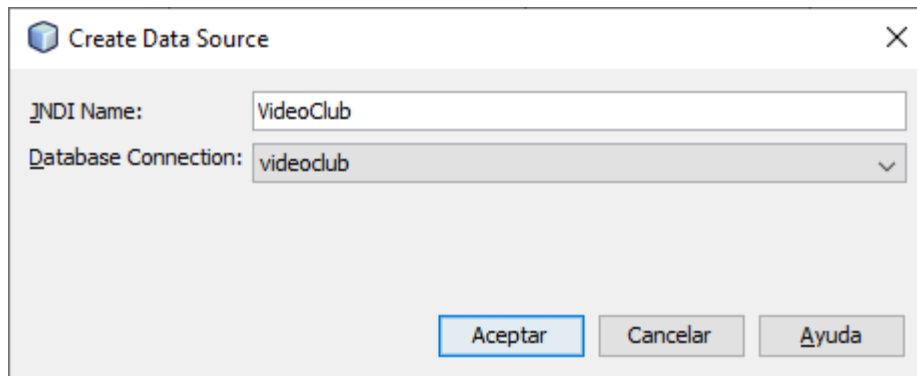 Create Data Source
JNDI Name: VideoClub
Database Connection: videoclub
Aceptar Cancelar Ayuda